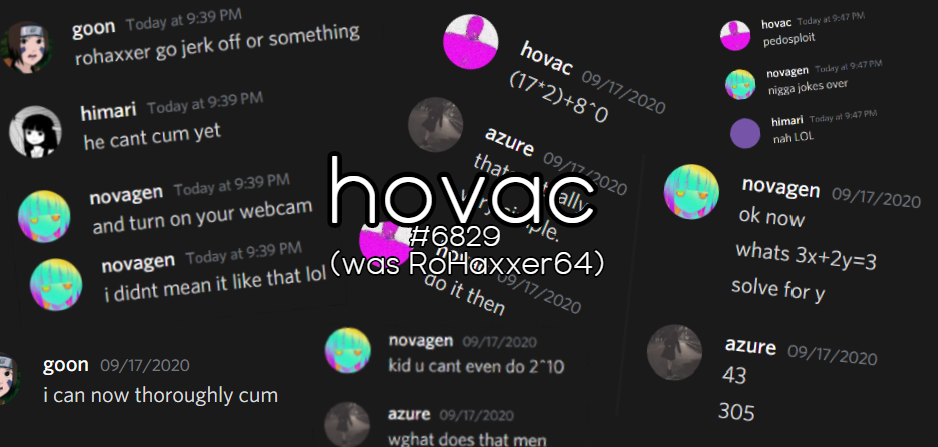 goon Today at 9:39 PM
rohaxxer go jerk off or something
himari Today at 9:39 PM
he cant cum yet
novagen Today at 9:39 PM
and turn on your webcam
novagen Today at 9:39 PM
i didnt mean it like that lol
goon 09/17/2020
i can now thoroughly cum
hovac 09/17/2020
(17*2)+8^0
azure 09/17/2020
hovac
#6829
(was RoHaxxer64)
09/17/2020
do it then
novagen 09/17/2020
kid u cant even do 2^10
azure 09/17/2020
wghat does that men
hovac Today at 9:47 PM
pedosploit
novagen Today at 9:47 PM
nigga jokes over
himari Today at 9:47 PM
nah LOL
novagen 09/17/2020
ok now
whats 3x+2y=3
solve for y
azure 09/17/2020
43
305